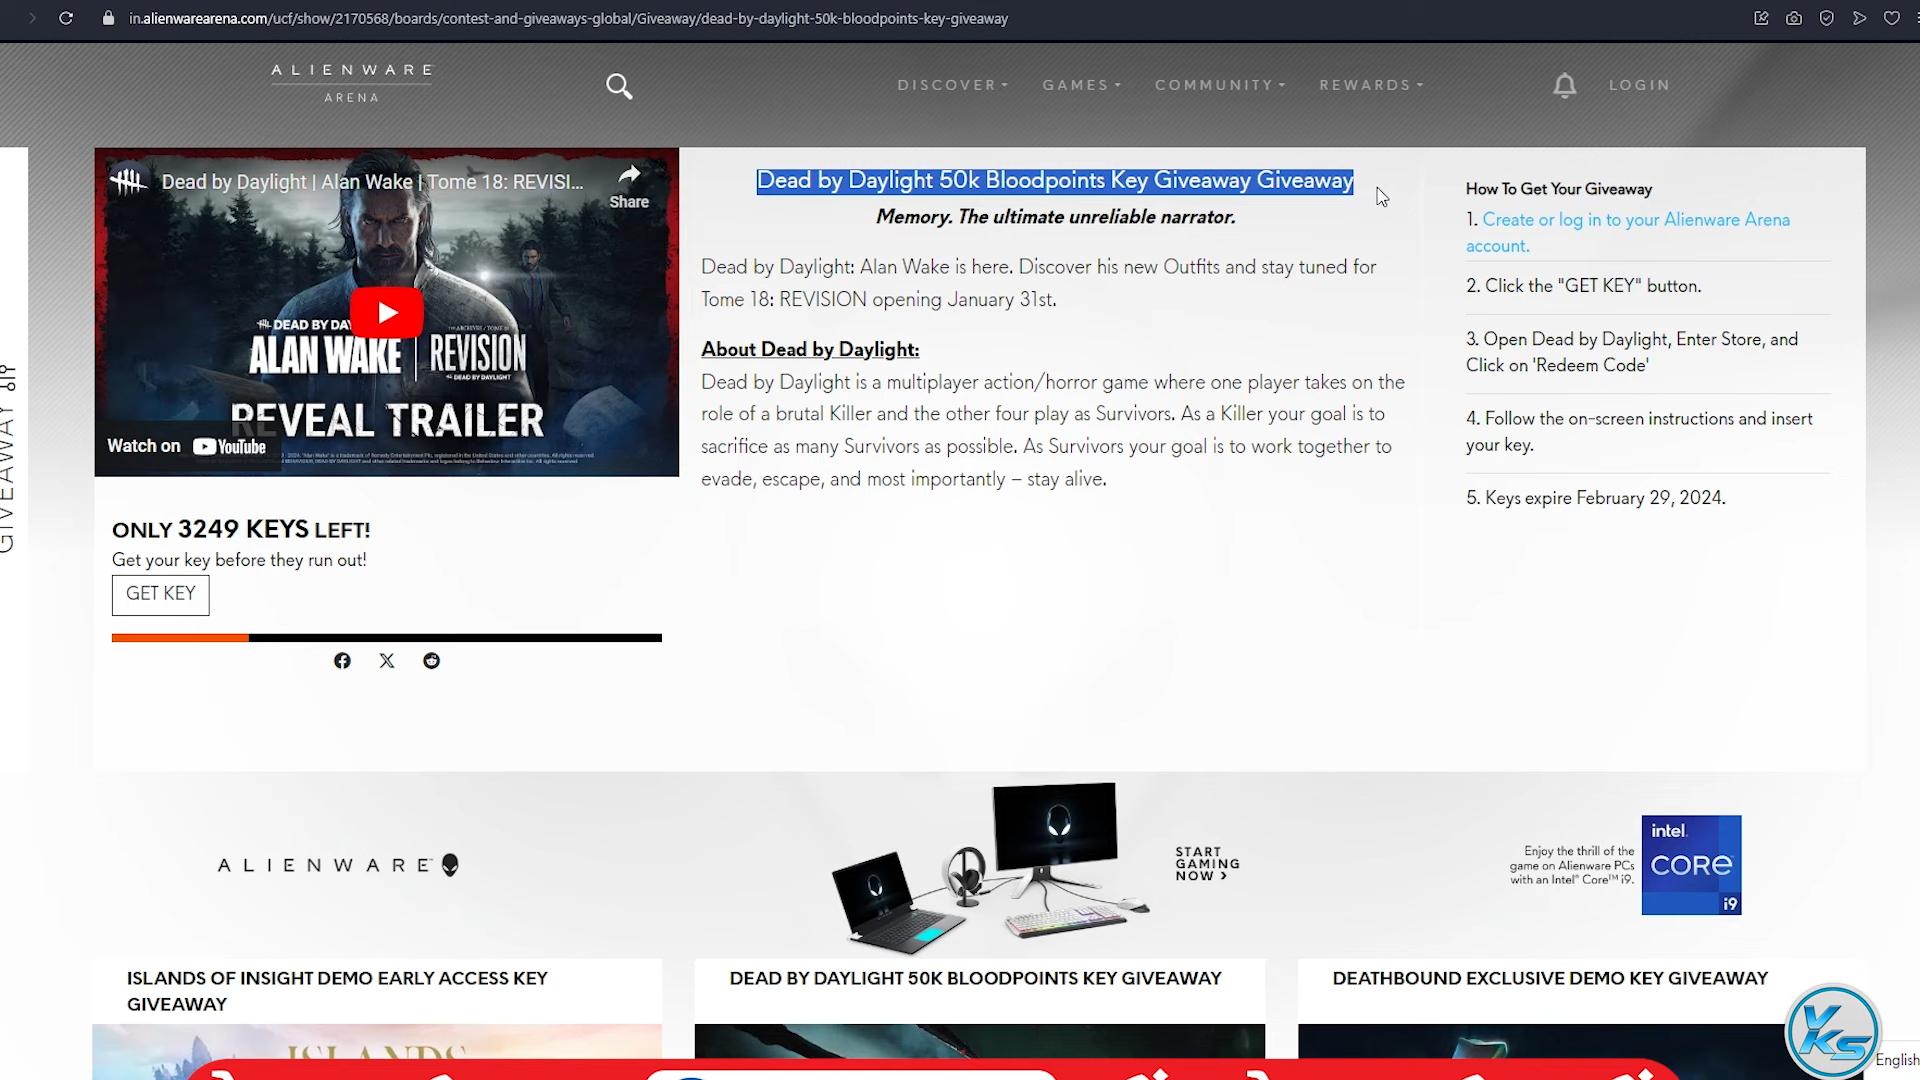 in.alienwarearena.com/ucf/show/2170568/boards/contest-and-giveaways-global/Giveaway/dead-by-daylight-50k-bloodpoints-key-giveaway
ALIENWARE
ARENA
DISCOVER
GAMES
COMMUNITY
REWARDS
LOGIN
GIVEAWAY
Dead by Daylight | Alan Wake | Tome 18: REVISI...
Share
DEAD BY DAY
ALAN WAKE
REVISION
DEAD BY DAYLIGHT
REVEAL TRAILER
Watch on YouTube
ONLY 3249 KEYS LEFT!
Get your key before they run out!
GET KEY
Dead by Daylight 50k Bloodpoints Key Giveaway Giveaway
Memory. The ultimate unreliable narrator.
Dead by Daylight: Alan Wake is here. Discover his new Outfits and stay tuned for
Tome 18: REVISION opening January 31st.
About Dead by Daylight:
Dead by Daylight is a multiplayer action/horror game where one player takes on the
role of a brutal Killer and the other four play as Survivors. As a Killer your goal is to
sacrifice as many Survivors as possible. As Survivors your goal is to work together to
evade, escape, and most importantly – stay alive.
How To Get Your Giveaway
1. Create or log in to your Alienware Arena
account.
2. Click the "GET KEY" button.
3. Open Dead by Daylight, Enter Store, and
Click on 'Redeem Code'
4. Follow the on-screen instructions and insert
your key.
5. Keys expire February 29, 2024.
ALIENWARE™
START
GAMING
NOW >
Enjoy the thrill of the
game on Alienware PCs
with an Intel® Core™ i9.
intel.
CORE
i9
ISLANDS OF INSIGHT DEMO EARLY ACCESS KEY
GIVEAWAY
DEAD BY DAYLIGHT 50K BLOODPOINTS KEY GIVEAWAY
DEATHBOUND EXCLUSIVE DEMO KEY GIVEAWAY
ISLANDS
YKS
English